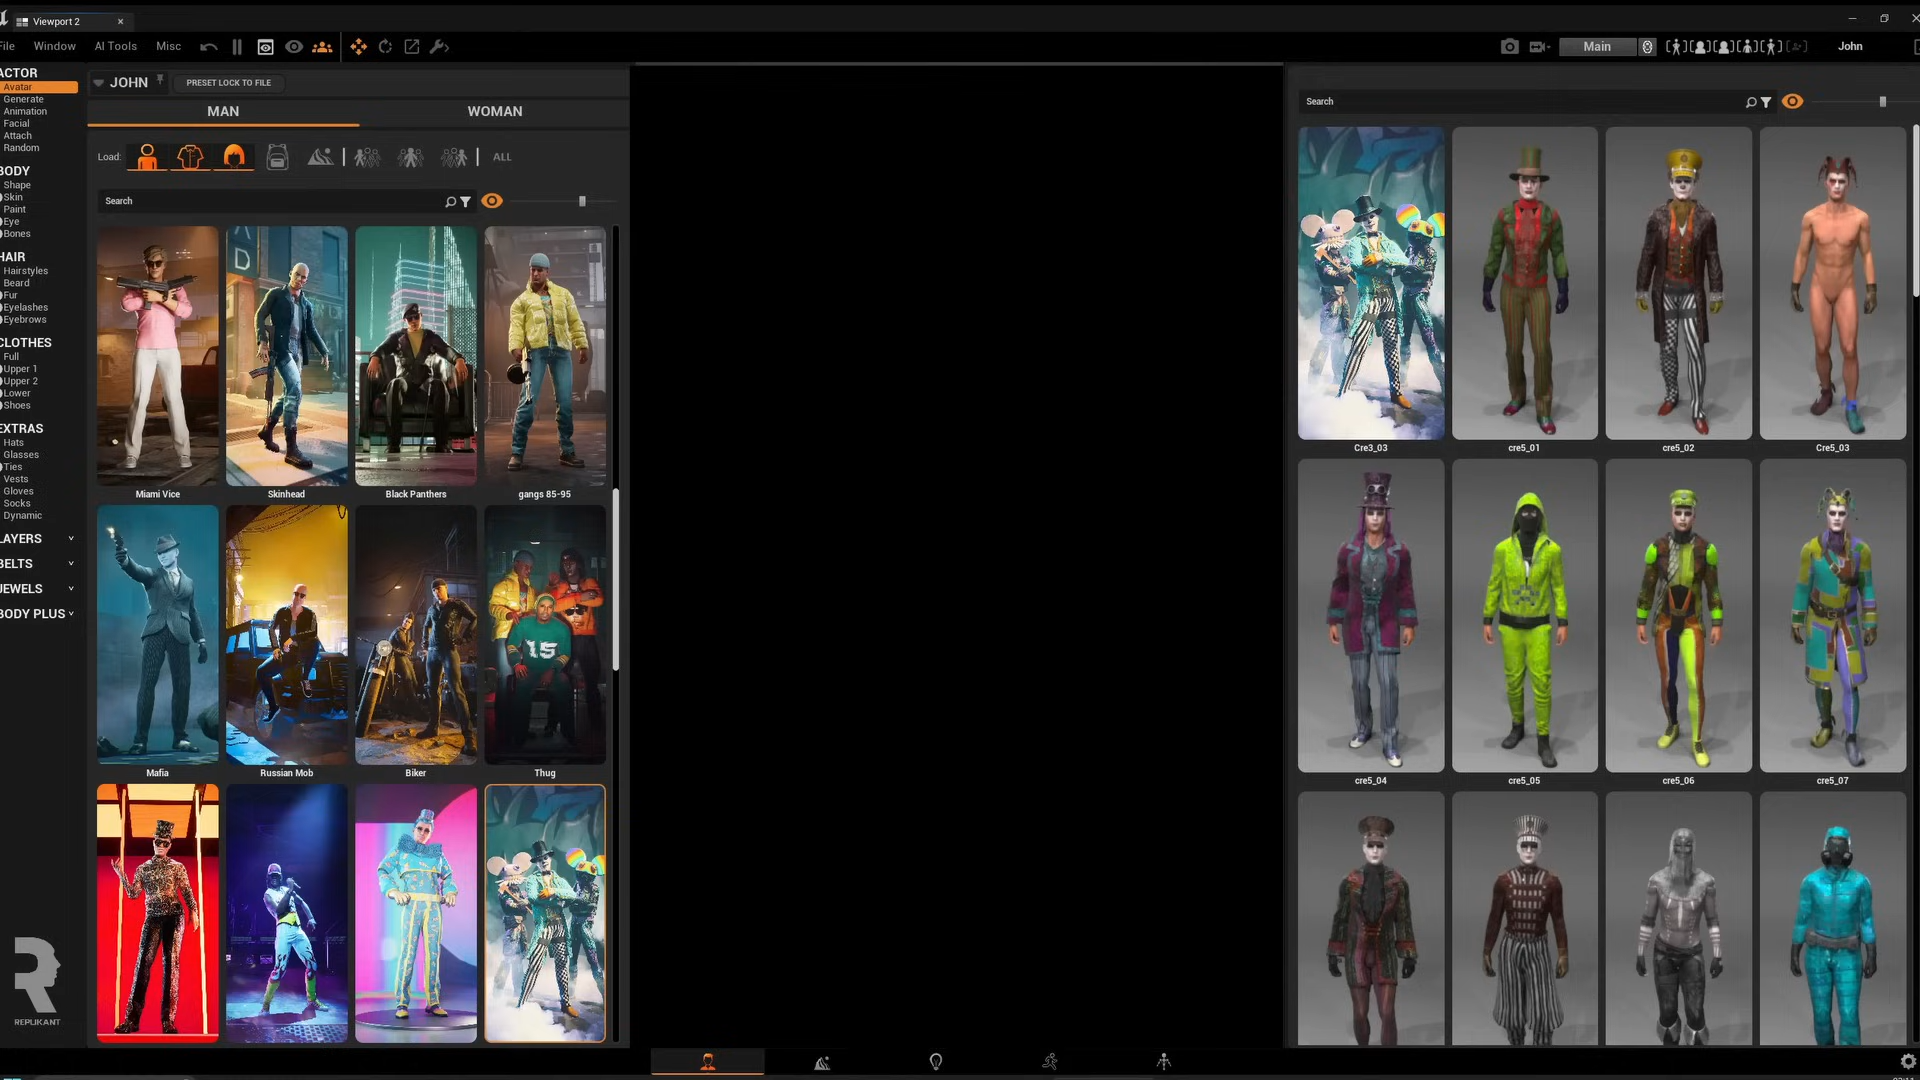 Viewport 2
File Window AI Tools Misc
Main
John
ACTOR
Avatar
Generate
Animation
Facial
Attach
Random
BODY
Shape
Skin
Paint
Eye
Bones
HAIR
Hairstyles
Beard
Fur
Eyelashes
Eyebrows
CLOTHES
Full
Upper 1
Upper 2
Lower
Shoes
EXTRAS
Hats
Glasses
Ties
Vests
Gloves
Socks
Dynamic
LAYERS
BELTS
JEWELS
BODY PLUS
REPLIKANT
JOHN
PRESET LOCK TO FILE
MAN WOMAN
Load:
ALL
Search
Miami Vice Skinhead Black Panthers gangs 85-95
15
Mafia Russian Mob Biker Thug
Search
Cre3_03 cre5_01 cre5_02 Cre5_03
cre5_04 cre5_05 cre5_06 cre5_07